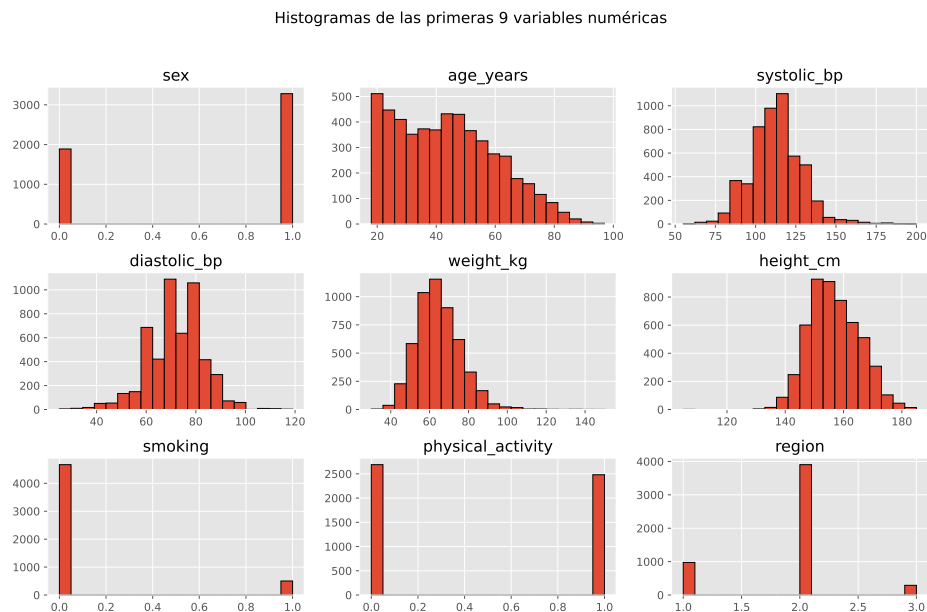 Histogramas de las primeras 9 variables numéricas
sex
age_years
systolic_bp
3000
2000
1000
0
0.0 0.2 0.4 0.6 0.8 1.0
500
400
300
200
100
0
20 40 60 80 100
1000
800
600
400
200
0
50 75 100 125 150 175 200
diastolic_bp
weight_kg
height_cm
1000
800
600
400
200
0
40 60 80 100 120
1000
750
500
250
0
40 60 80 100 120 140
800
600
400
200
0
120 140 160 180
smoking
physical_activity
region
4000
3000
2000
1000
0
0.0 0.2 0.4 0.6 0.8 1.0
2500
2000
1500
1000
500
0
0.0 0.2 0.4 0.6 0.8 1.0
4000
3000
2000
1000
0
1.0 1.5 2.0 2.5 3.0